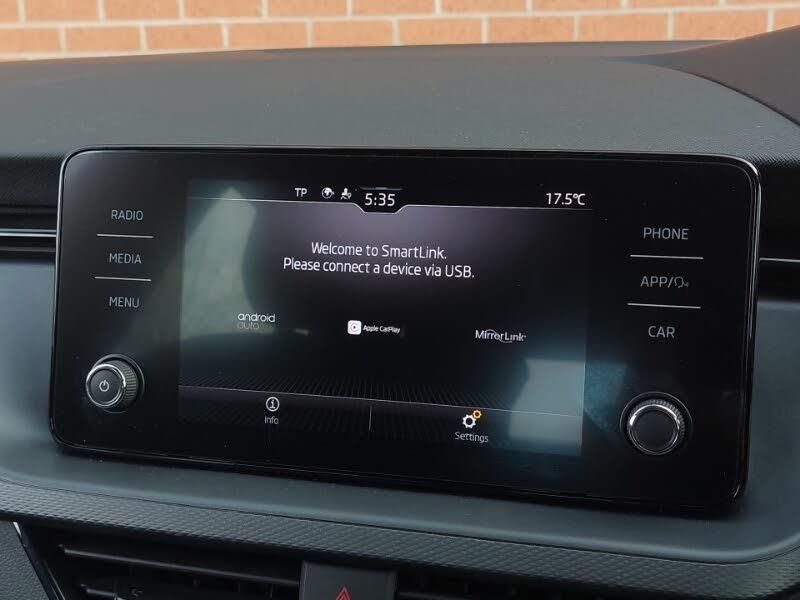 TP 5:35 17.5°C
RADIO
MEDIA
MENU
Welcome to SmartLink.
Please connect a device via USB.
android
auto
Apple CarPlay
MirrorLink
Info
Settings
PHONE
APP/
CAR